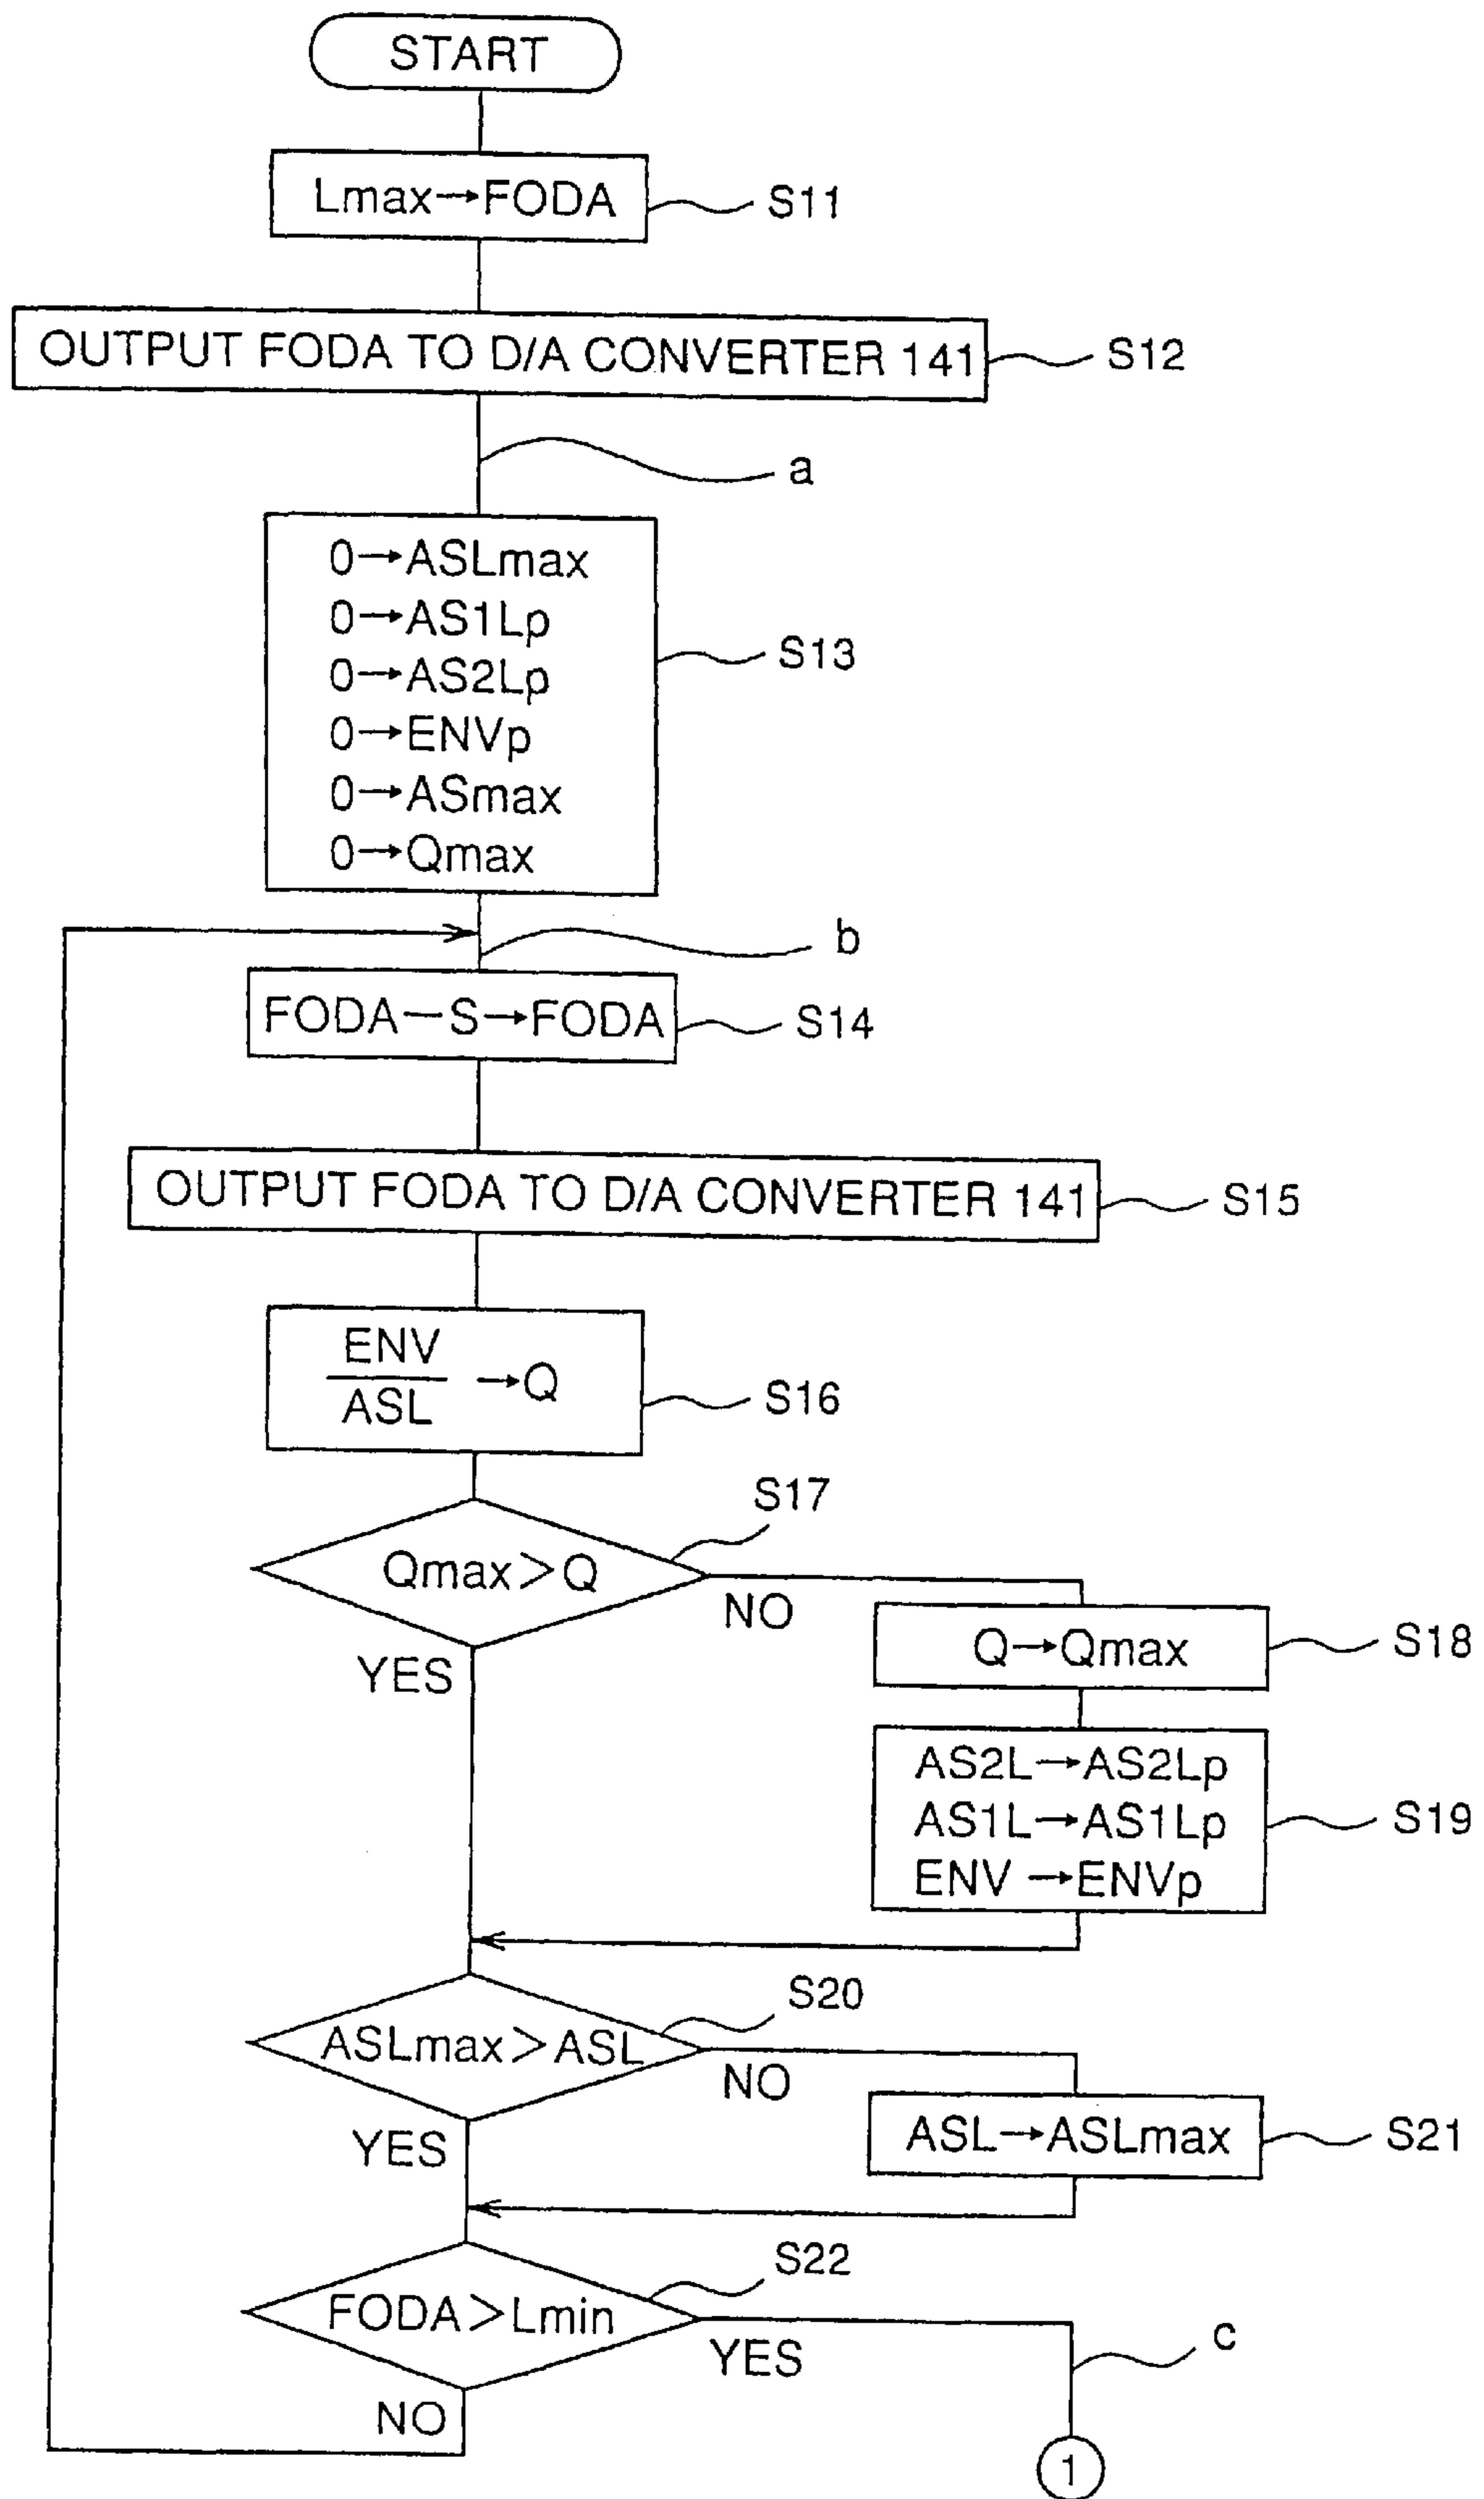 START
Lmax→FODA
S11
OUTPUT FODA TO D/A CONVERTER 141
S12
a
0→ASLmax
0→AS1Lp
0→AS2Lp
0→ENVp
0→ASmax
0→Qmax
S13
b
FODA—S→FODA
S14
OUTPUT FODA TO D/A CONVERTER 141
S15
ENV
ASL
→Q
S16
S17
Qmax>Q
NO
YES
Q→Qmax
S18
AS2L→AS2Lp
AS1L→AS1Lp
ENV→ENVp
S19
S20
ASLmax>ASL
NO
YES
ASL→ASLmax
S21
S22
FODA>Lmin
YES
NO
c
1